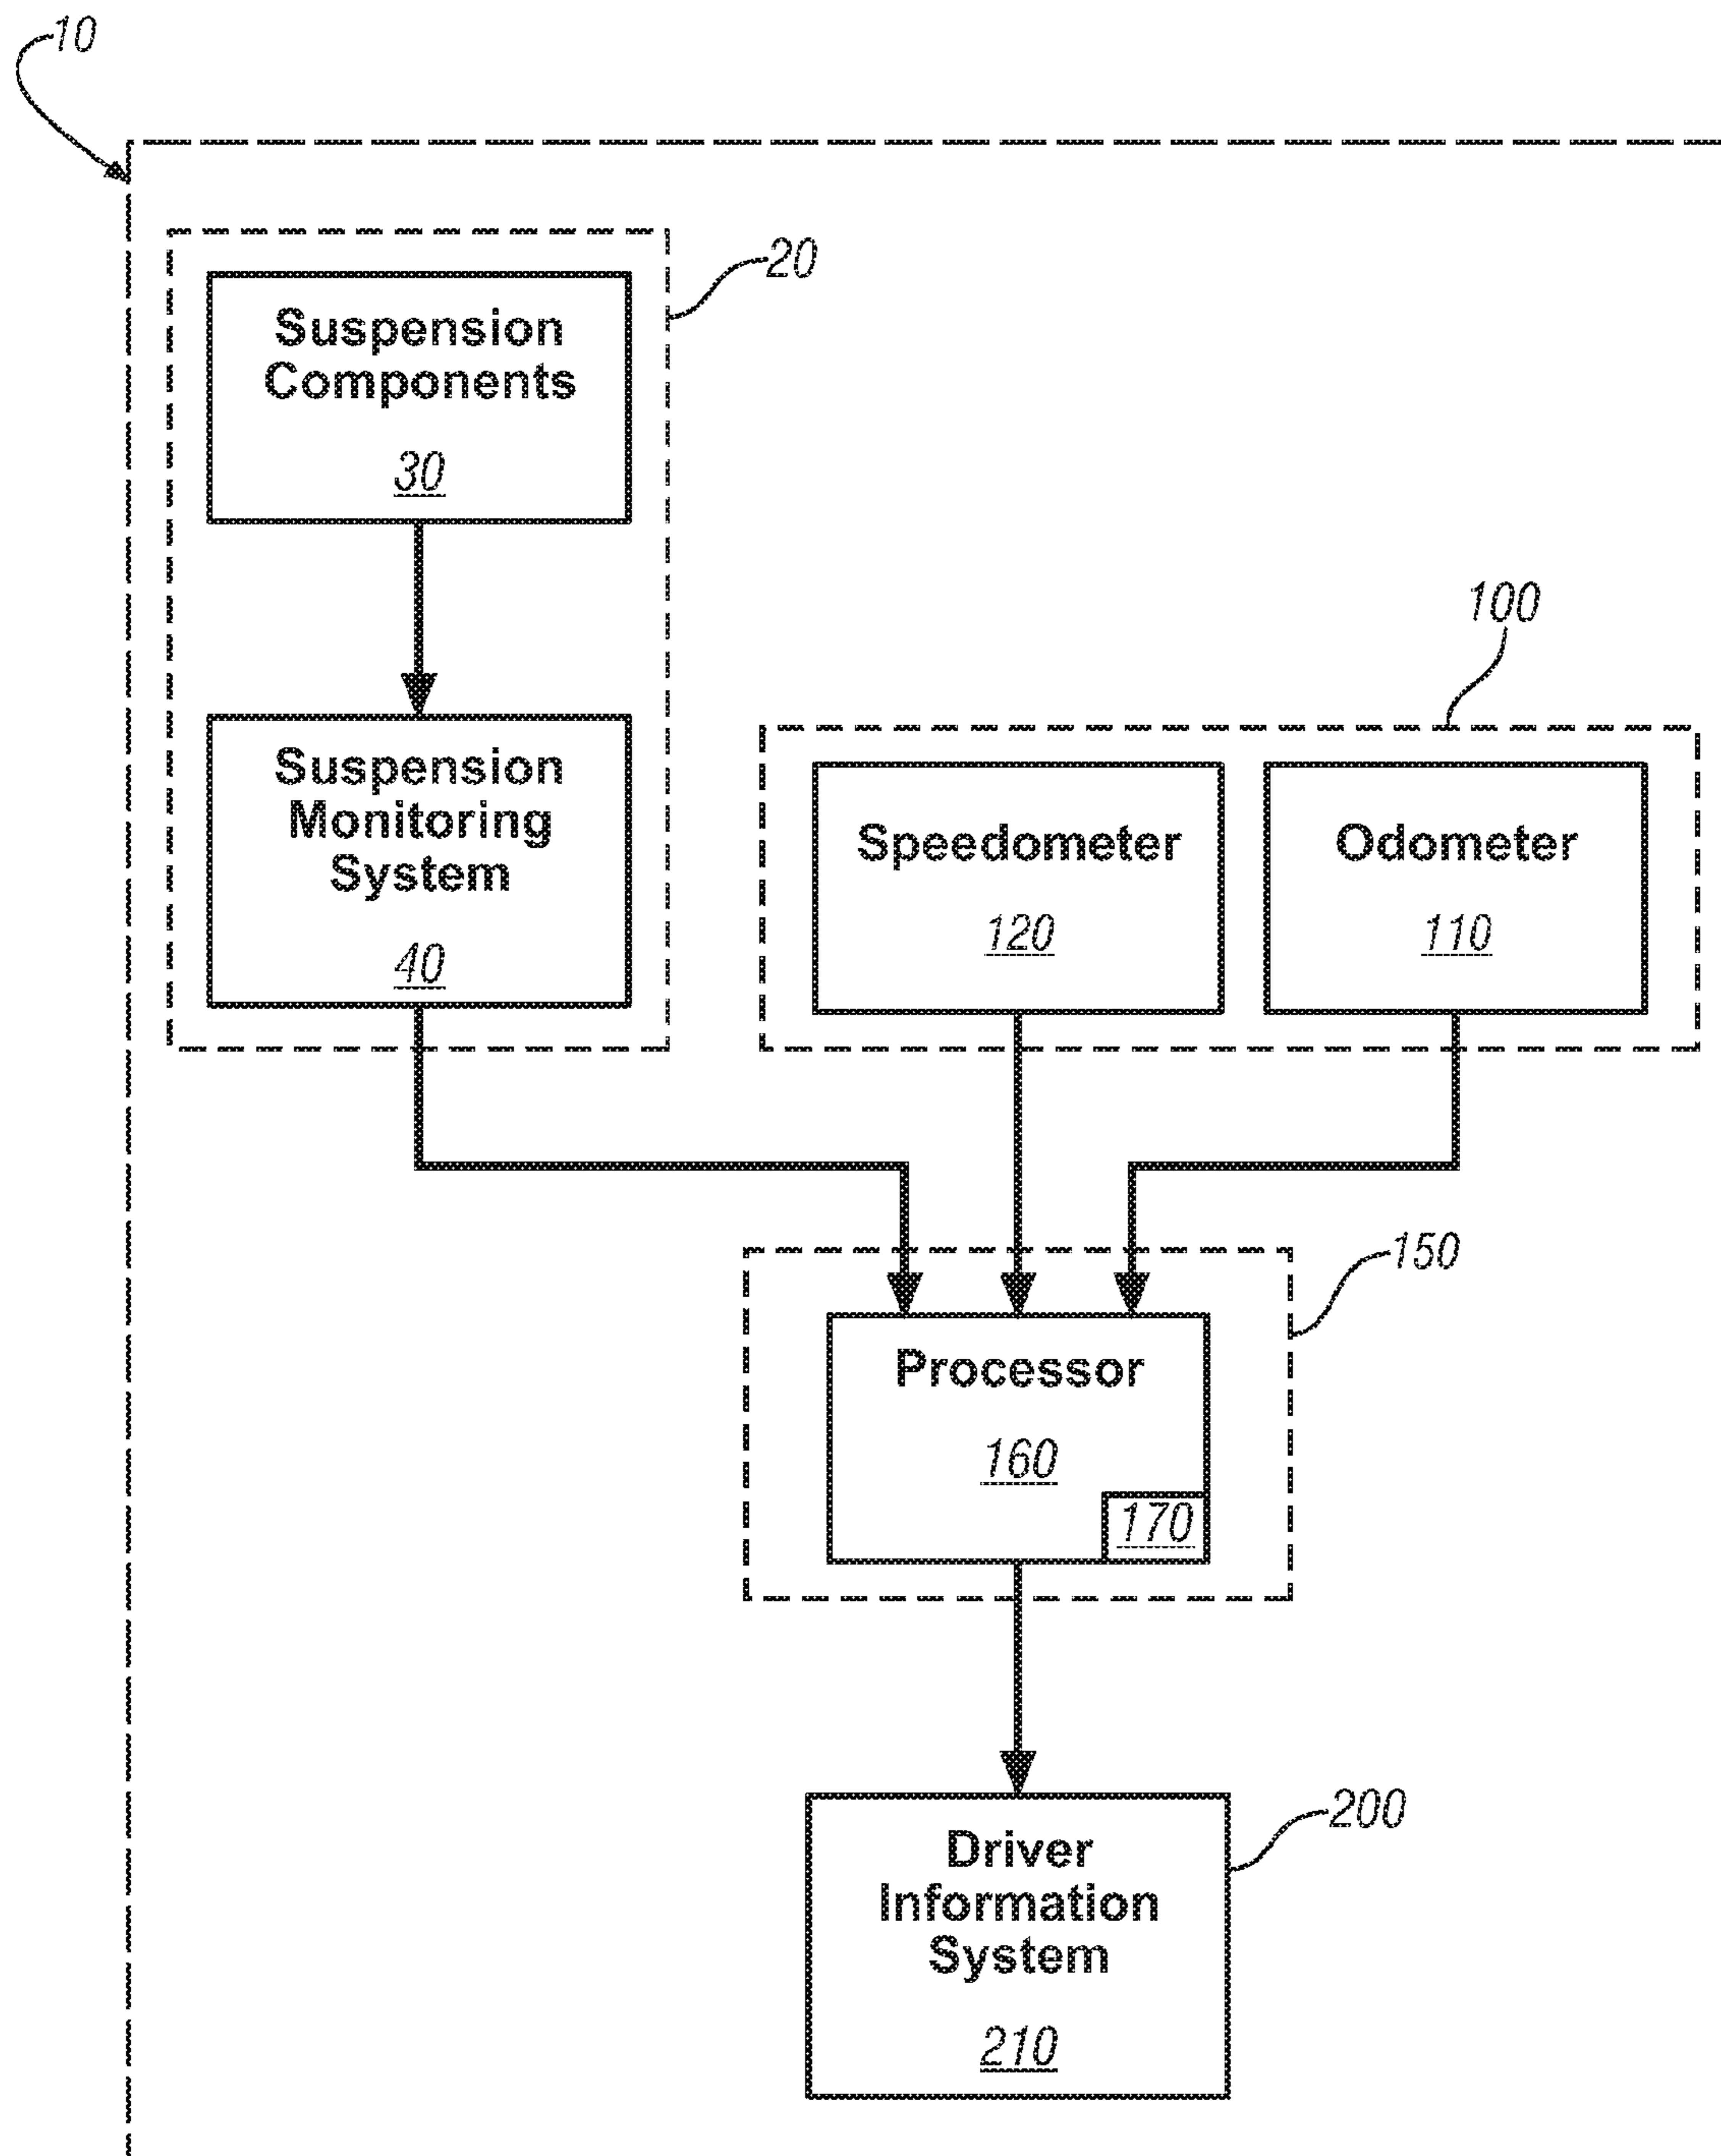 10
20
Suspension
Components
30
100
Suspension
Monitoring
System
40
Speedometer
120
Odometer
110
150
Processor
160
170
200
Driver
Information
System
210